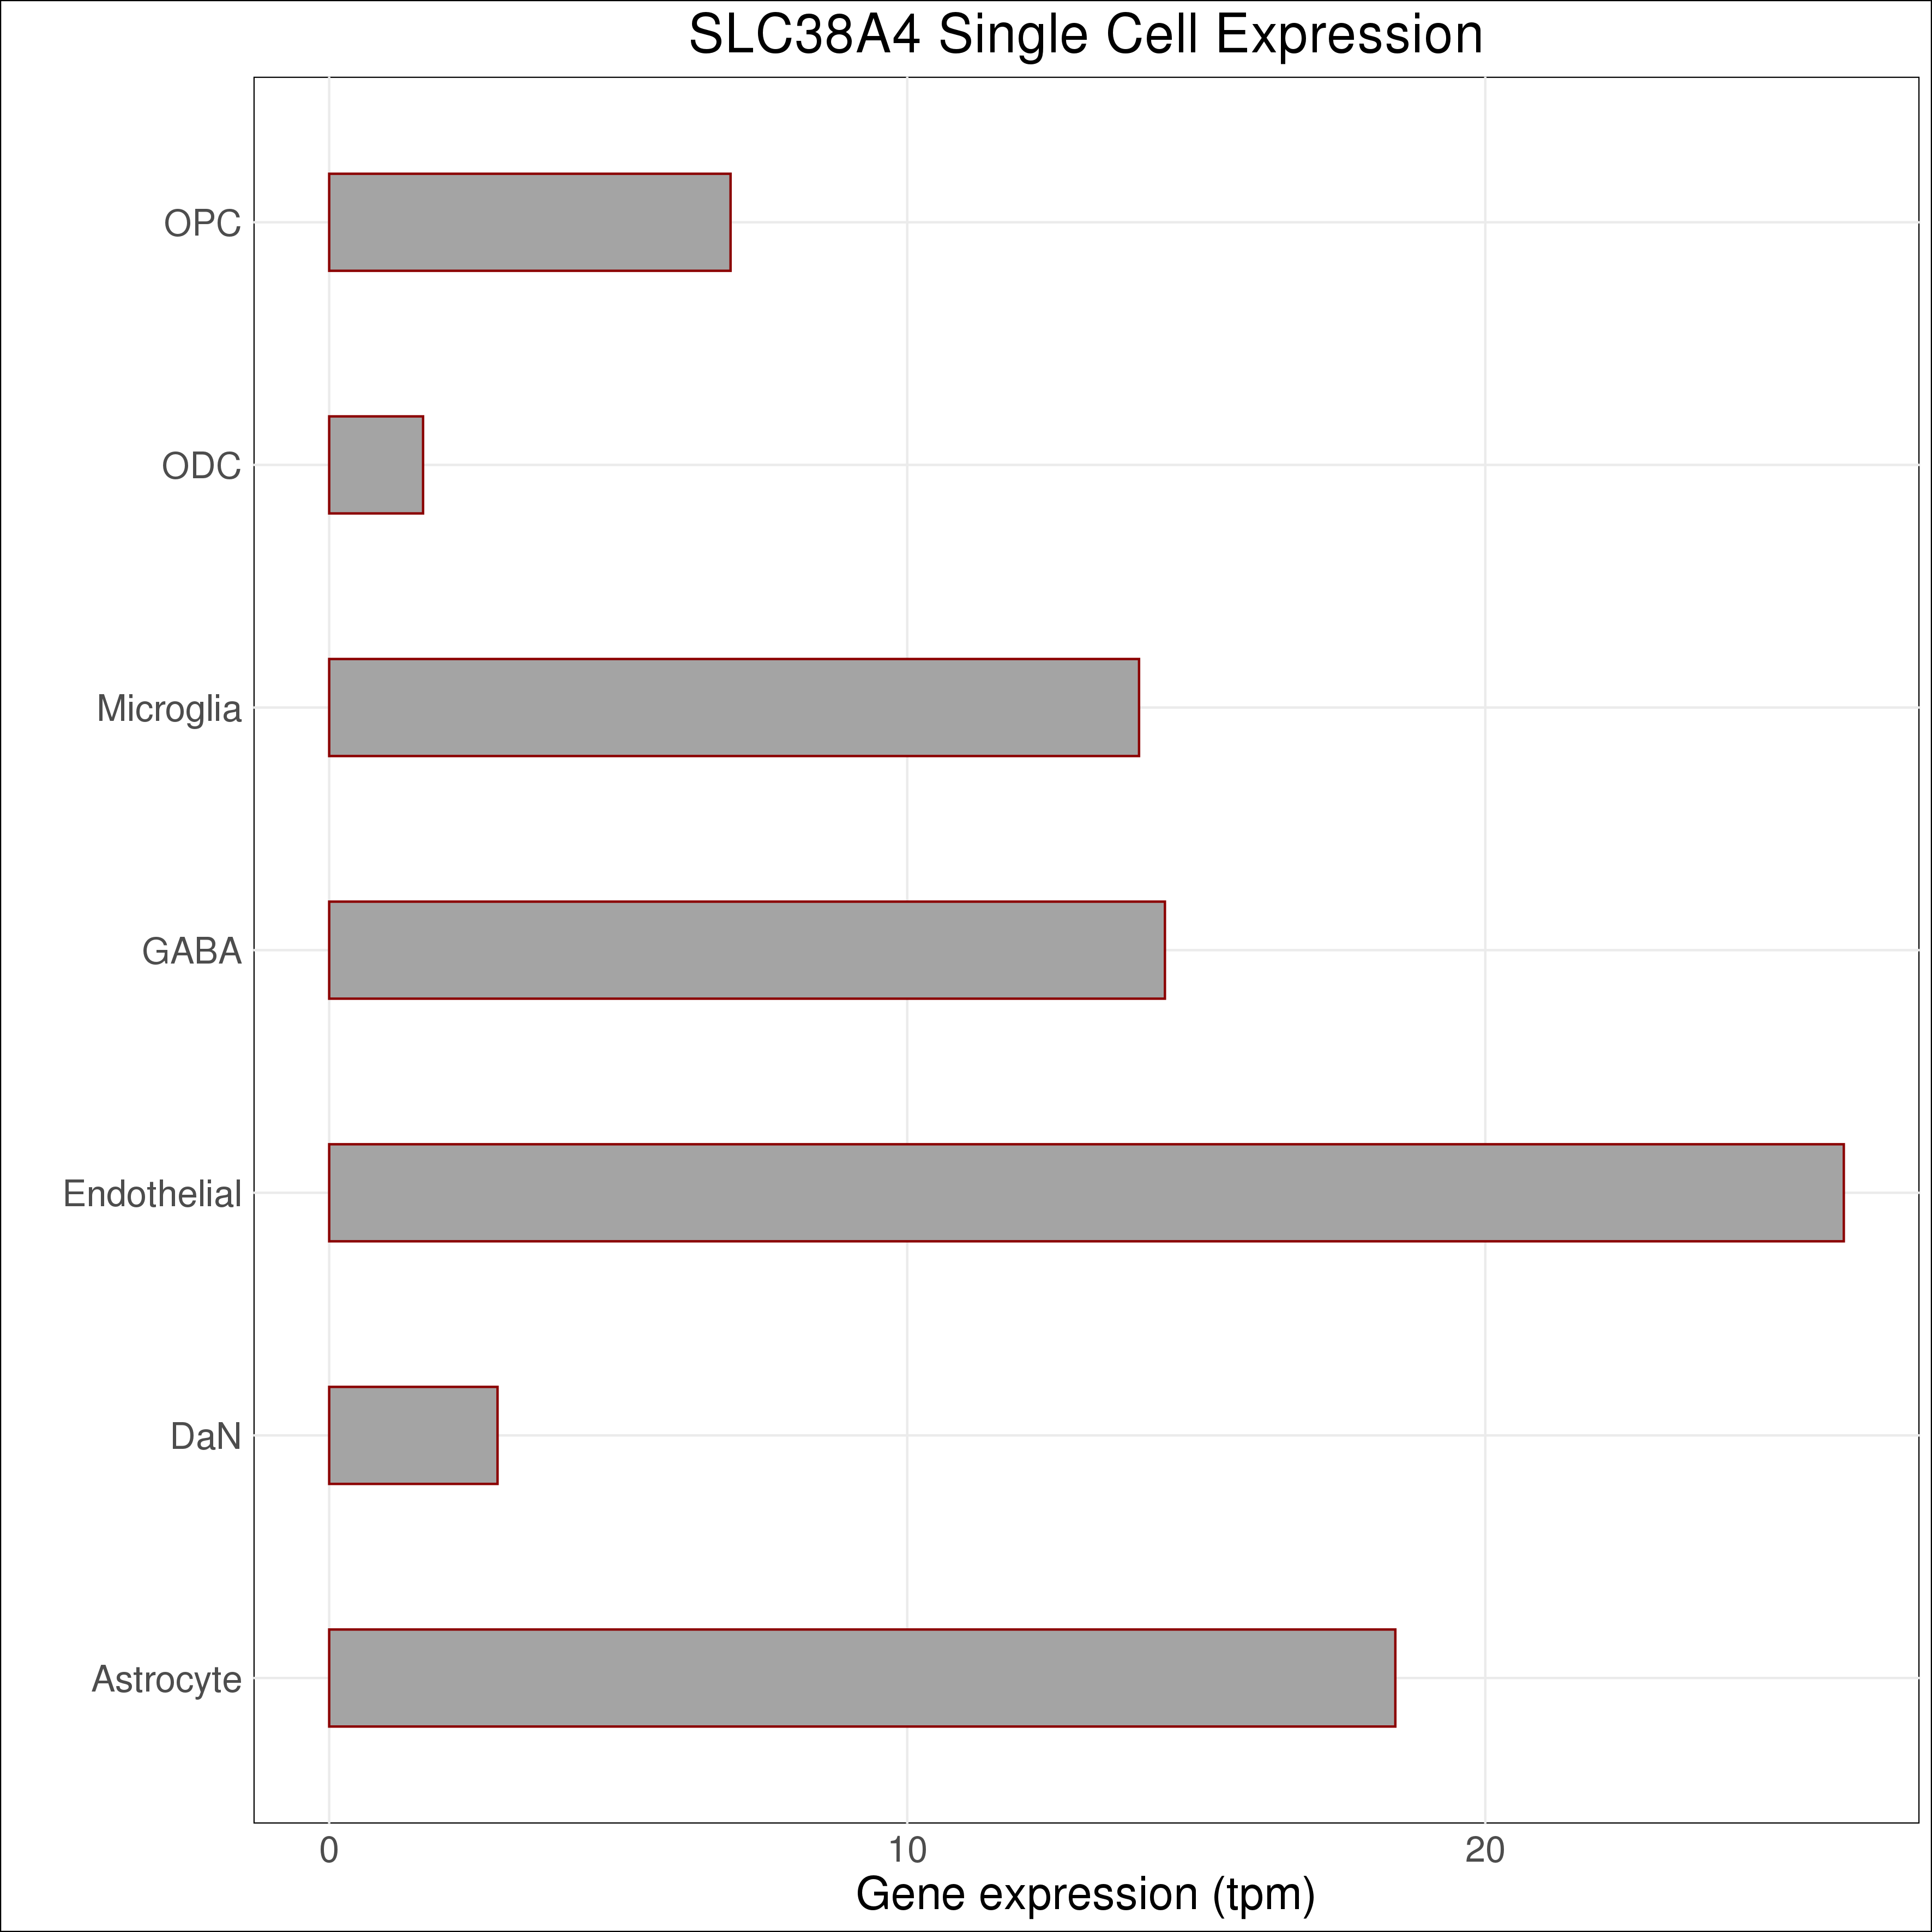 SLC38A4 Single Cell Expression
OPC
ODC
Microglia
GABA
Endothelial
DaN
Astrocyte
0 10 20
Gene expression (tpm)